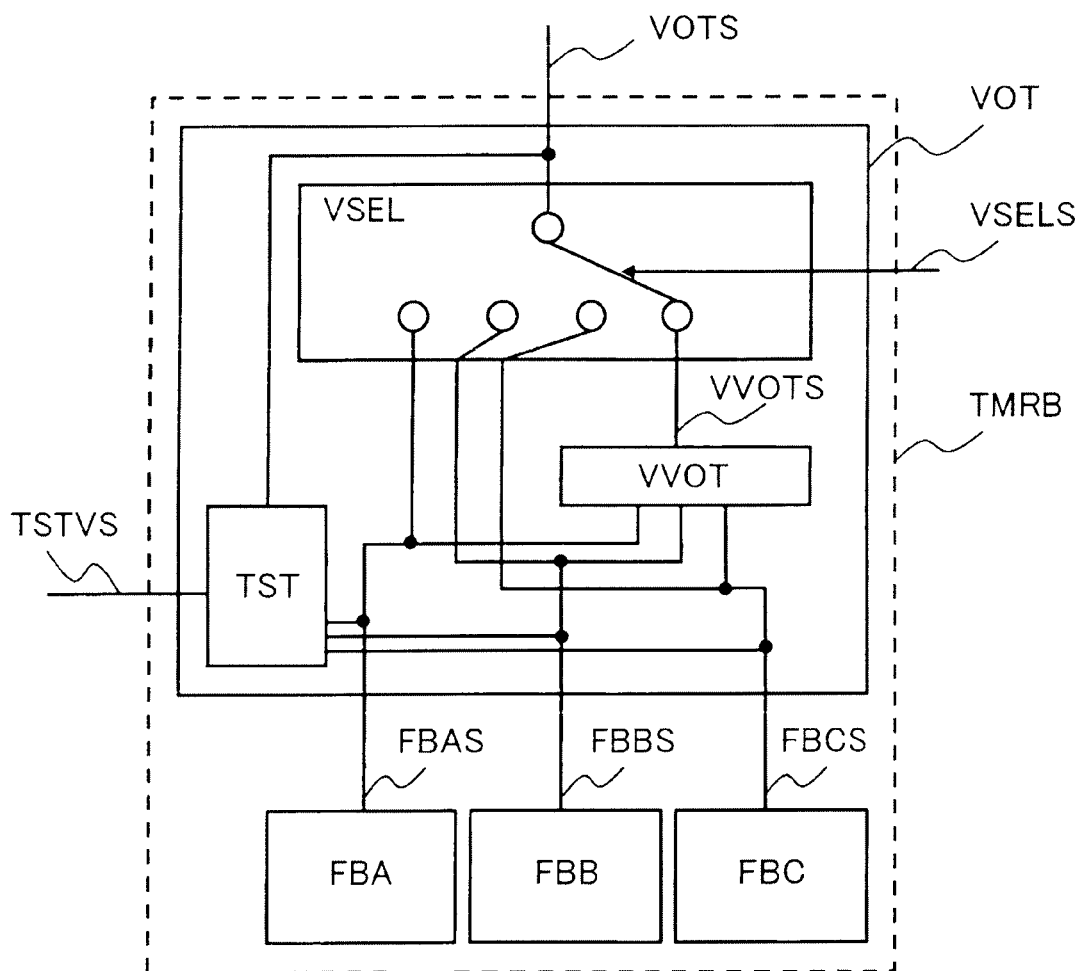 VOTS
VOT
VSEL
VSELS
VVOTS
TMRB
VVOT
TSTVS
TST
FBAS
FBBS
FBCS
FBA
FBB
FBC